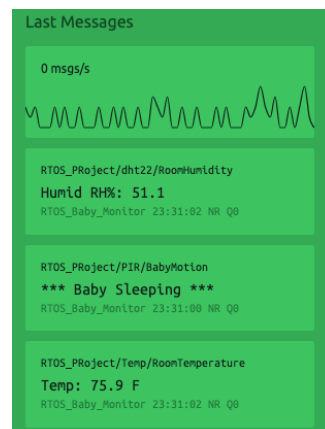 Last Messages
0 msgs/s
RTOS_PRoject/dht22/RoomHumidity
Humid RH%: 51.1
RTOS_Baby_Monitor 23:31:02 NR Q0
RTOS_PRoject/PIR/BabyMotion
*** Baby Sleeping ***
RTOS_Baby_Monitor 23:31:00 NR Q0
RTOS_PRoject/Temp/RoomTemperature
Temp: 75.9 F
RTOS_Baby_Monitor 23:31:02 NR Q0